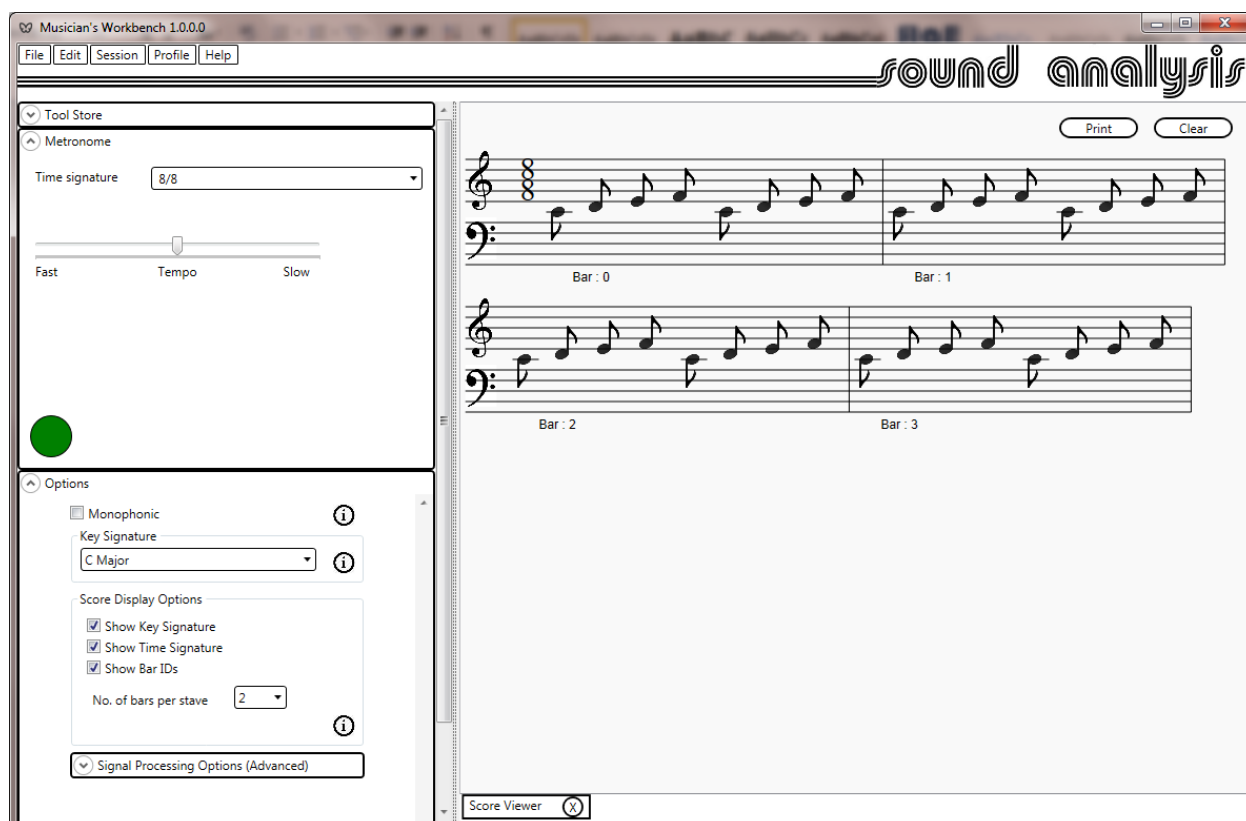 Musician's Workbench 1.0.0.0
File Edit Session Profile Help
sound analysis
Tool Store
Metronome
Time signature 8/8
Fast Tempo Slow
Options
Monophonic
Key Signature
C Major
Score Display Options
Show Key Signature
Show Time Signature
Show Bar IDs
No. of bars per stave 2
Signal Processing Options (Advanced)
Print Clear
8
8
Bar : 0 Bar : 1
Bar : 2 Bar : 3
Score Viewer X